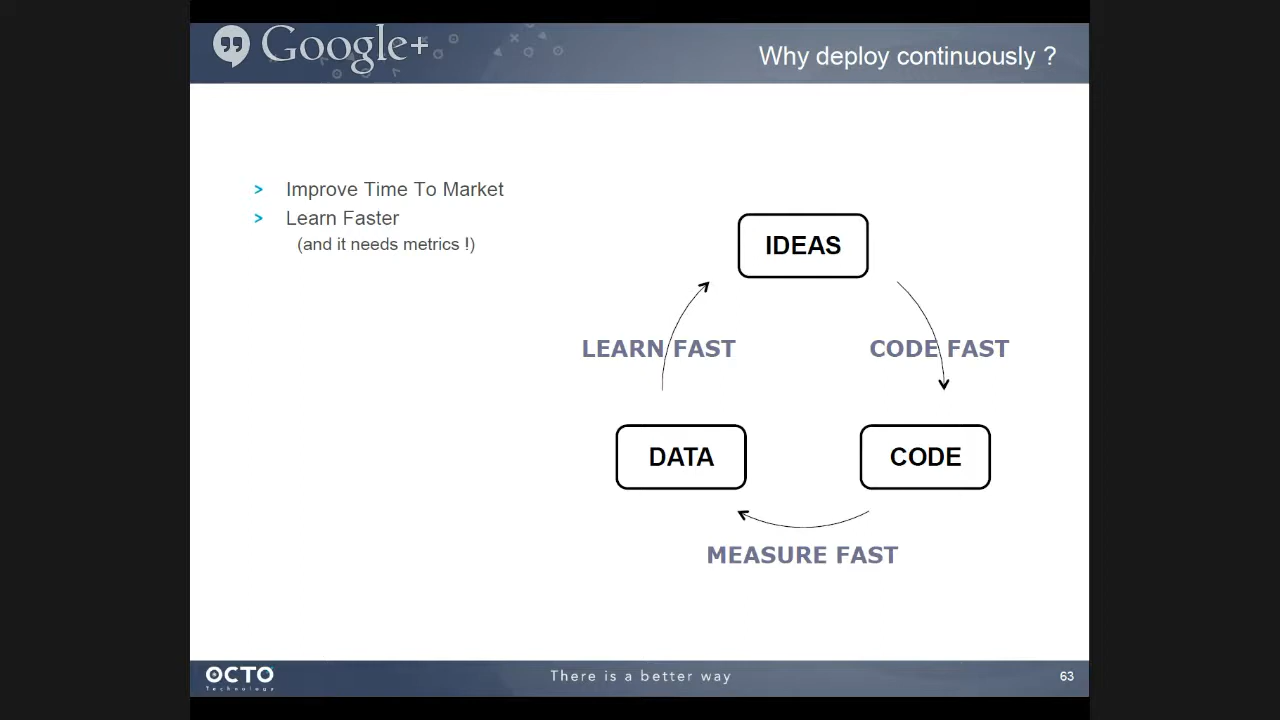 Google+
Why deploy continuously ?
> Improve Time To Market
> Learn Faster
(and it needs metrics !)
IDEAS
LEARN FAST
CODE FAST
DATA
CODE
MEASURE FAST
OCTO
Technology
There is a better way
63